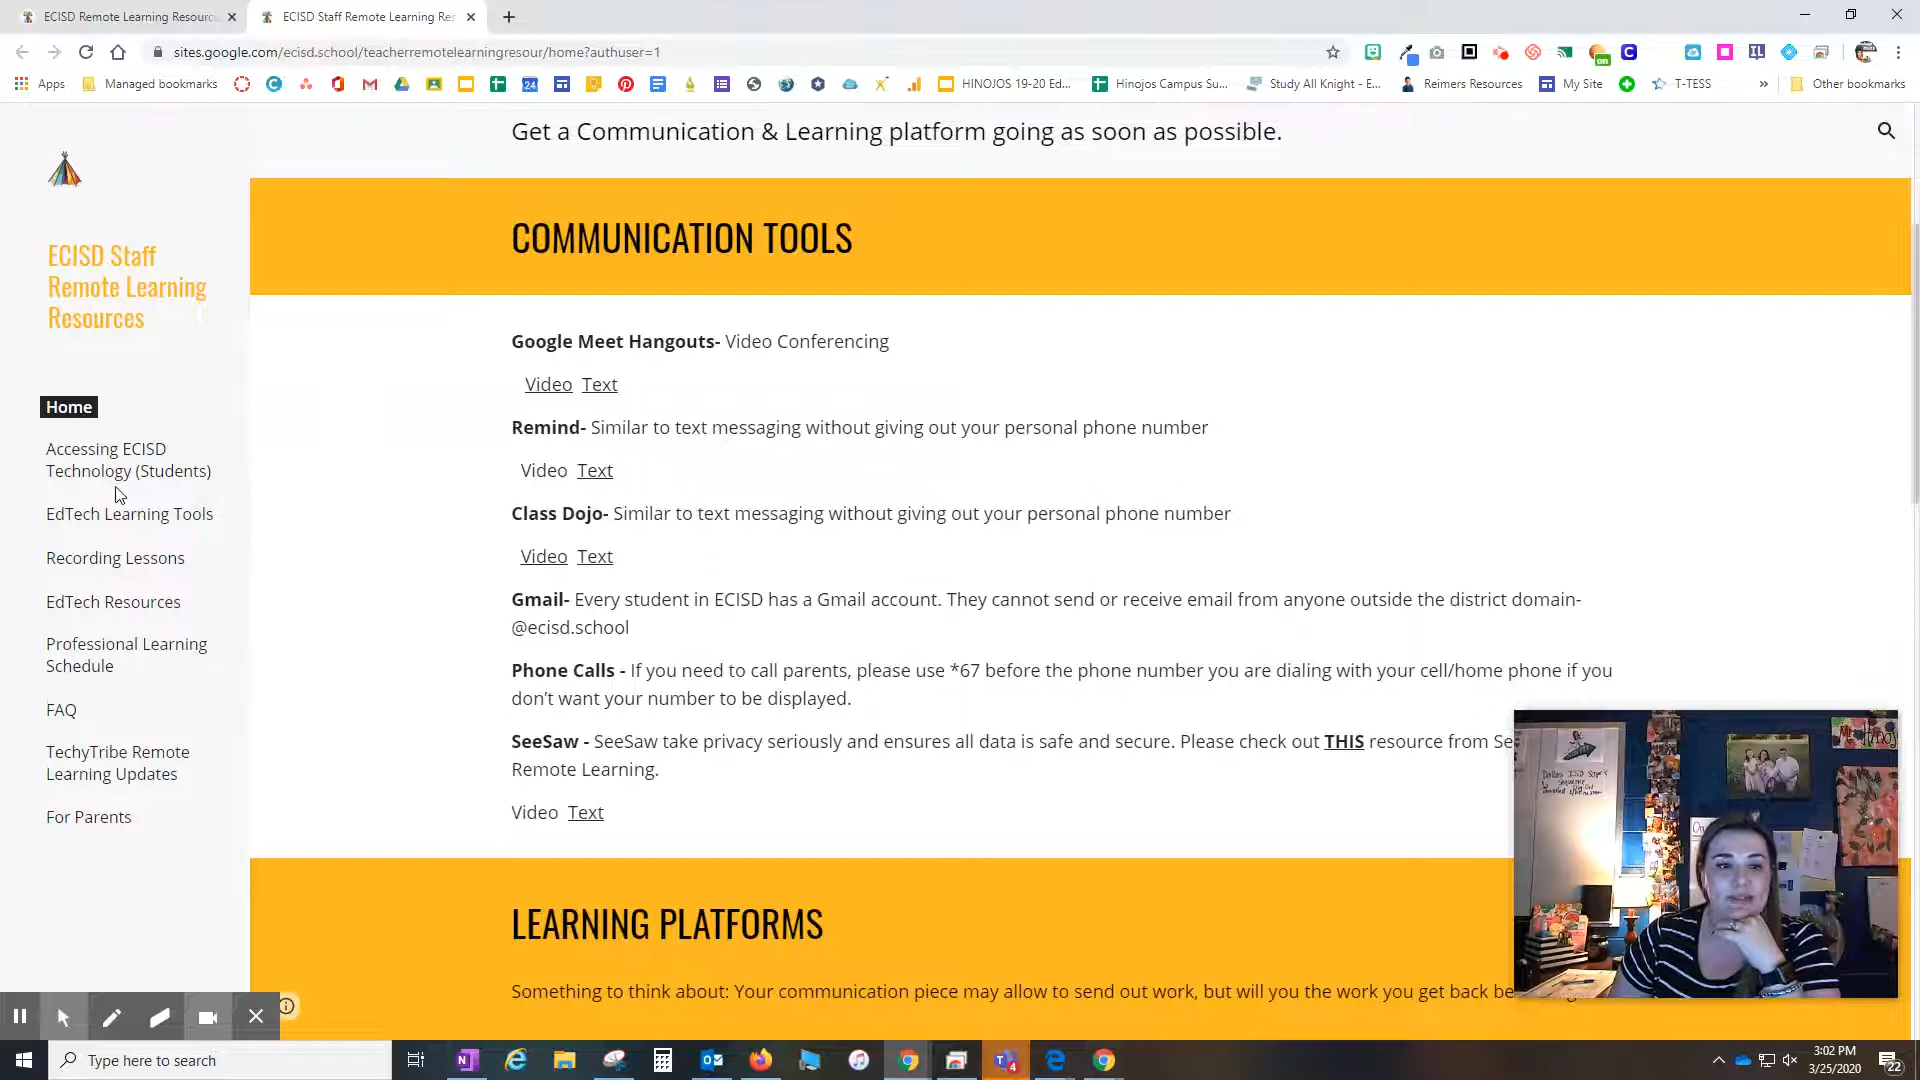 ECISD Remote Learning Resourc
ECISD Staff Remote Learning Res
sites.google.com/ecisd.school/teacherremotelearningresour/home?authuser=1
Apps
Managed bookmarks
24
HINOJOS 19-20 Ed...
Hinojos Campus Su...
Study All Knight - E...
Reimers Resources
My Site
T-TESS
»
Other bookmarks
on
IL
Get a Communication & Learning platform going as soon as possible.
ECISD Staff
Remote Learning
Resources
Home
Accessing ECISD
Technology (Students)
EdTech Learning Tools
Recording Lessons
EdTech Resources
Professional Learning
Schedule
FAQ
TechyTribe Remote
Learning Updates
For Parents
COMMUNICATION TOOLS
Google Meet Hangouts- Video Conferencing
Video Text
Remind- Similar to text messaging without giving out your personal phone number
Video Text
Class Dojo- Similar to text messaging without giving out your personal phone number
Video Text
Gmail- Every student in ECISD has a Gmail account. They cannot send or receive email from anyone outside the district domain-
@ecisd.school
Phone Calls - If you need to call parents, please use *67 before the phone number you are dialing with your cell/home phone if you
don't want your number to be displayed.
SeeSaw - SeeSaw take privacy seriously and ensures all data is safe and secure. Please check out THIS resource from Se
Remote Learning.
Video Text
LEARNING PLATFORMS
Something to think about: Your communication piece may allow to send out work, but will you the work you get back be
Dallas ISD Scope &
Sequence
Type here to search
4
3:02 PM
3/25/2020
22